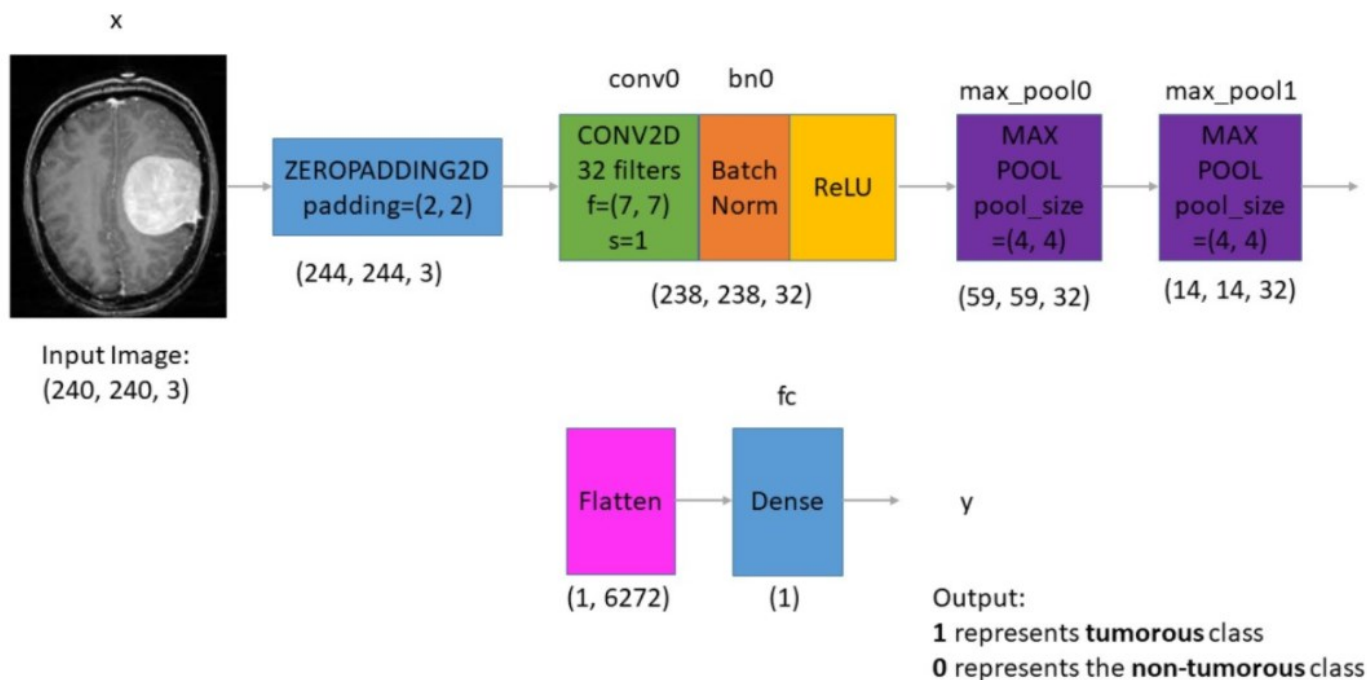 x
Input Image:
(240, 240, 3)
ZEROPADDING2D
padding=(2, 2)
(244, 244, 3)
conv0
bn0
CONV2D
32 filters
f=(7, 7)
s=1
Batch
Norm
ReLU
(238, 238, 32)
max_pool0
MAX
POOL
pool_size
=(4, 4)
(59, 59, 32)
max_pool1
MAX
POOL
pool_size
=(4, 4)
(14, 14, 32)
Flatten
(1, 6272)
fc
Dense
(1)
y
Output:
1 represents tumorous class
0 represents the non-tumorous class